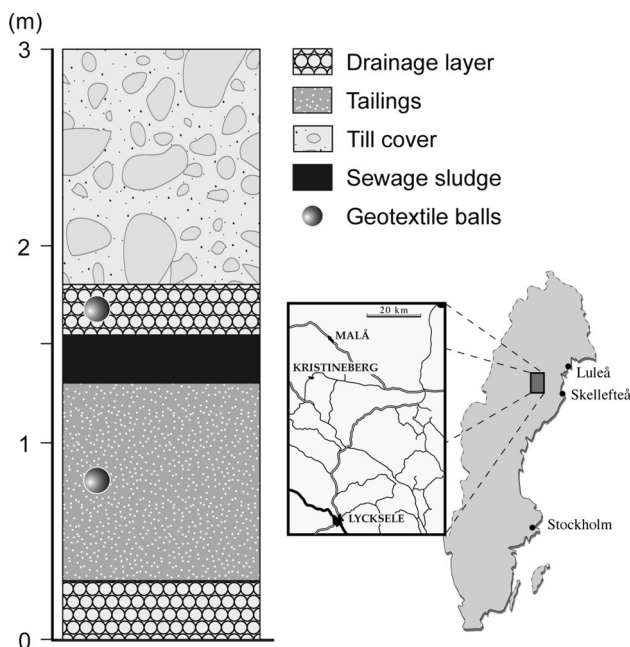 (m)
3
2
1
0
Drainage layer
Tailings
Till cover
Sewage sludge
Geotextile balls
20 km
MALÅ
KRISTINEBERG
LYCKSELE
Luleå
Skellefteå
Stockholm